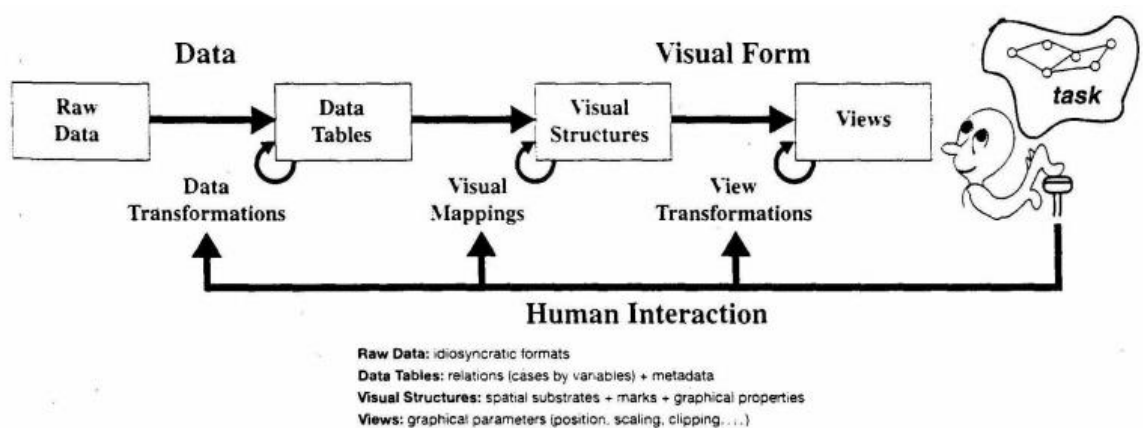 Data
Visual Form
task
Raw
Data
Data
Tables
Visual
Structures
Views
Data
Transformations
Visual
Mappings
View
Transformations
Human Interaction
Raw Data: idiosyncratic formats
Data Tables: relations (cases by variables) + metadata
Visual Structures: spatial substrates + marks + graphical properties
Views: graphical parameters (position, scaling, clipping, ...)